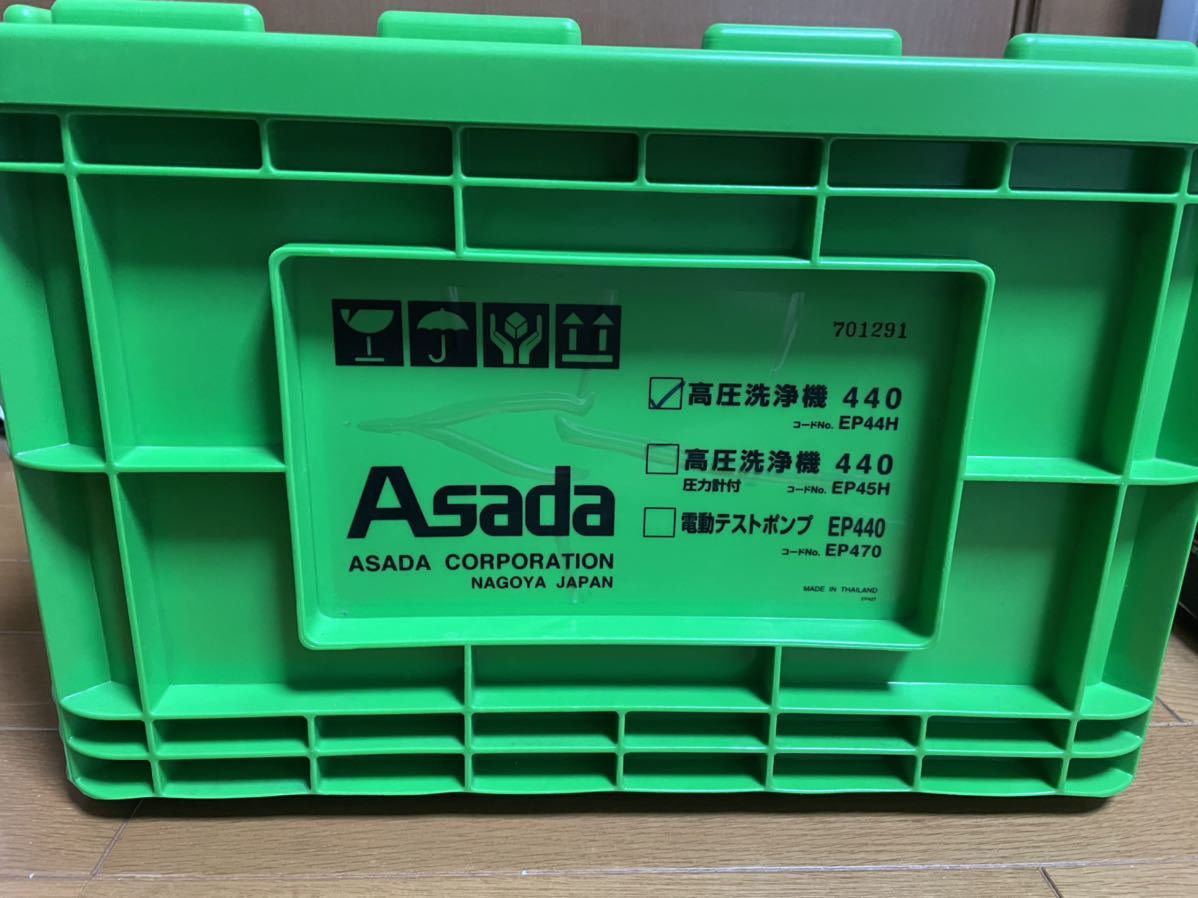 701291
高圧洗浄機 440
コードNo. EP44H
高圧洗浄機 440
圧力計付 コードNo. EP45H
電動テストポンプ EP440
コードNo. EP470
Asada
ASADA CORPORATION
NAGOYA JAPAN
MADE IN THAILAND